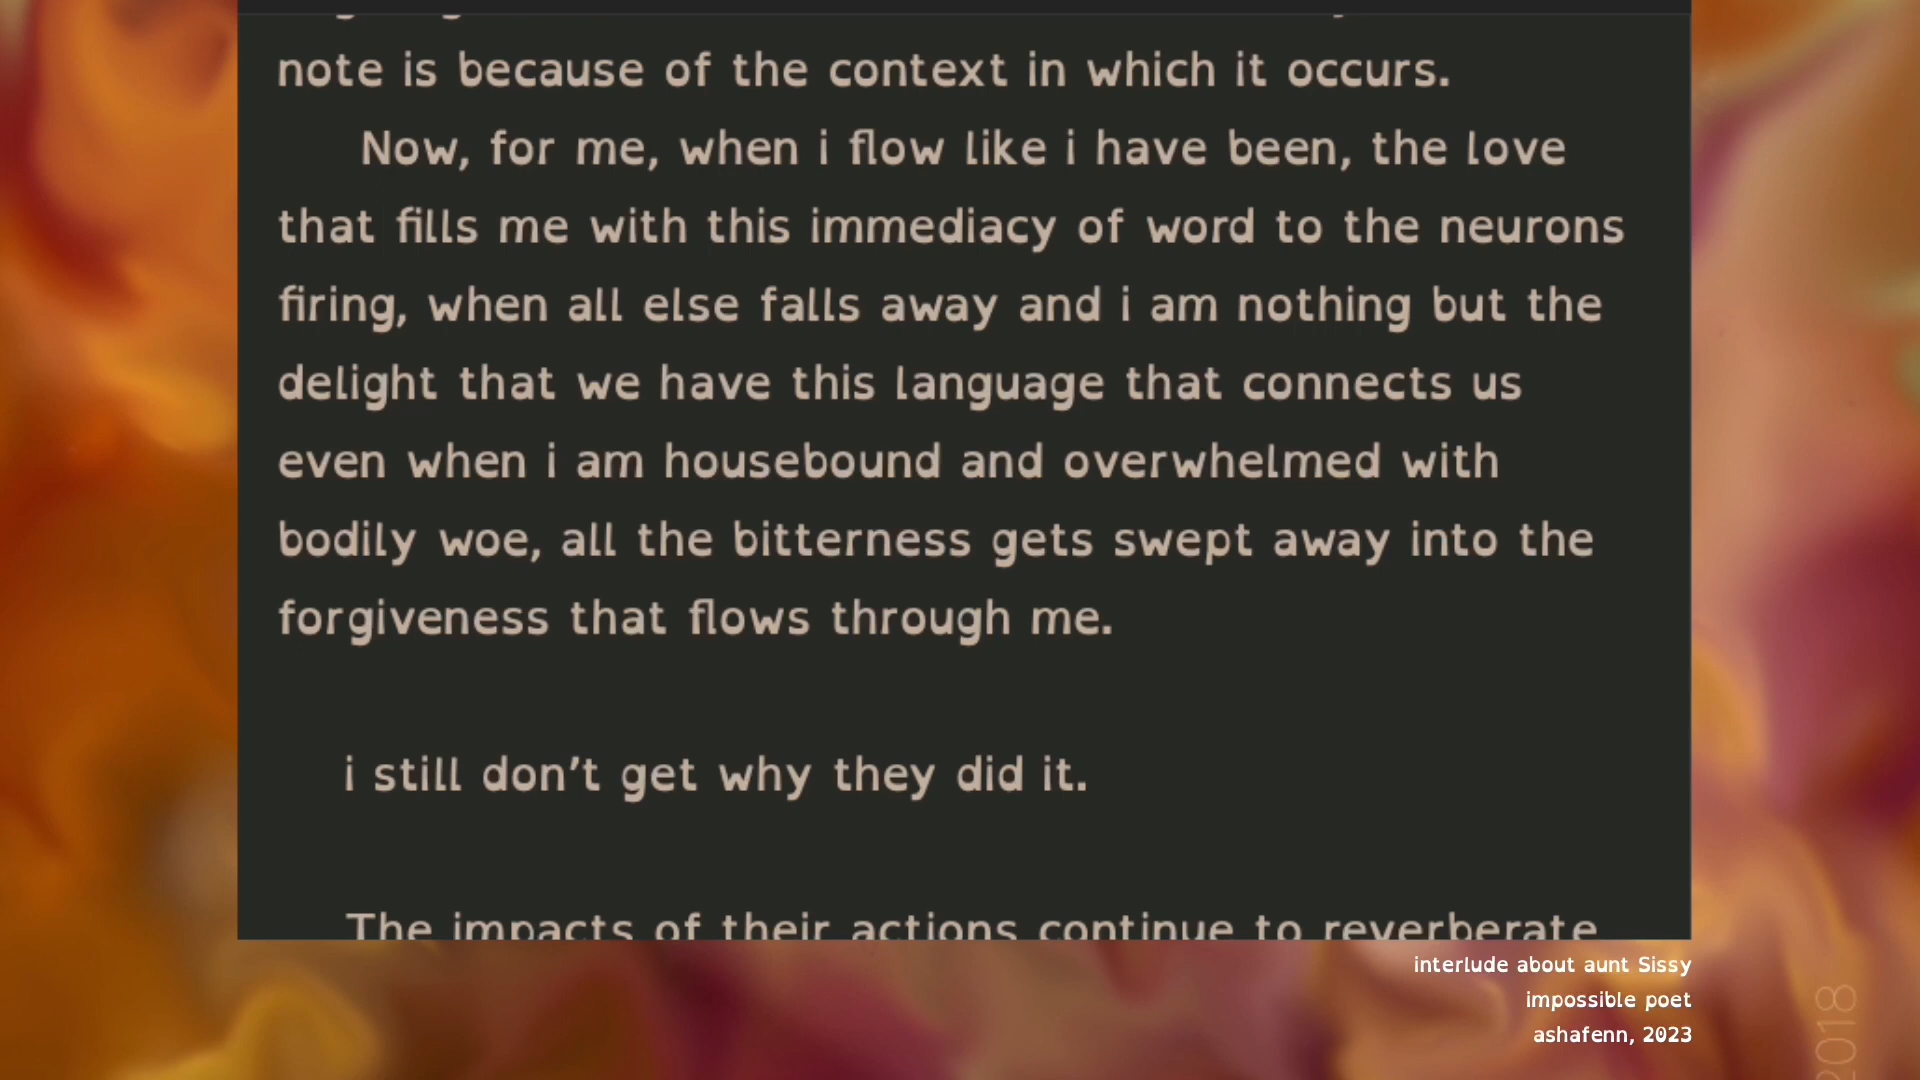 note is because of the context in which it occurs.
Now, for me, when i flow like i have been, the love
that fills me with this immediacy of word to the neurons
firing, when all else falls away and i am nothing but the
delight that we have this language that connects us
even when i am housebound and overwhelmed with
bodily woe, all the bitterness gets swept away into the
forgiveness that flows through me.
i still don’t get why they did it.
The impacts of their actions continue to reverberate
interlude about aunt Sissy
impossible poet
ashafenn, 2023
2018